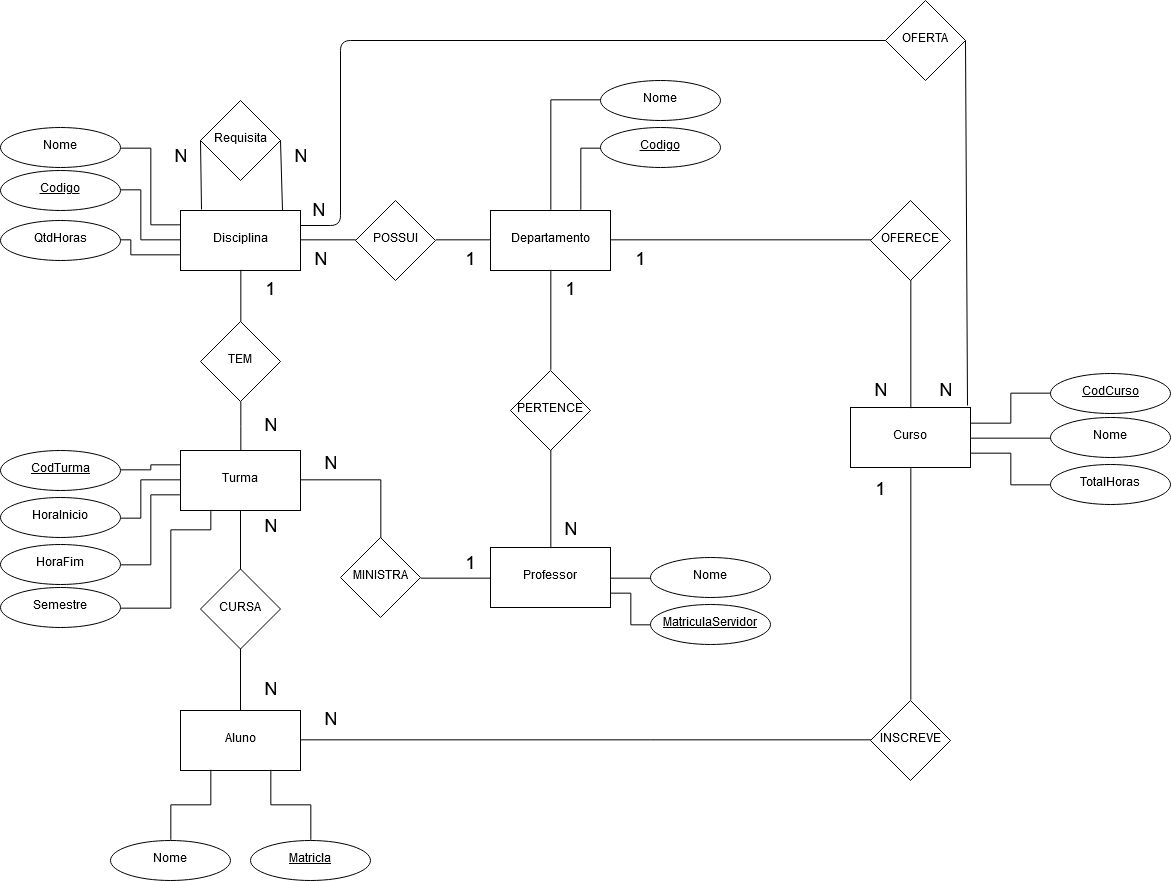 OFERTA
Nome
Requisita
Nome
N
N
Codigo
Codigo
N
QtdHoras
Disciplina
POSSUI
Departamento
OFERECE
N
1
1
1
1
TEM
N
N
CodCurso
PERTENCE
Curso
Nome
N
N
CodTurma
Turma
TotalHoras
1
HoraInicio
N
N
HoraFim
1
MINISTRA
Professor
Nome
Semestre
CURSA
MatriculaServidor
N
N
Aluno
INSCREVE
Nome
Matricla